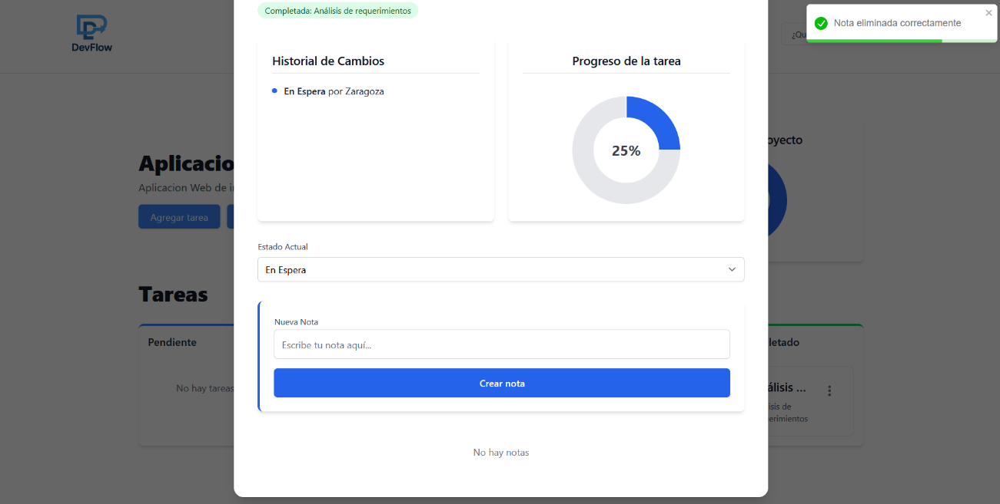 Completada: Análisis de requerimientos
Nota eliminada correctamente
¿Qu
DevFlow
Historial de Cambios
Progreso de la tarea
En Espera por Zaragoza
25%
oyecto
Aplicacio
Aplicacion Web de i
Agregar tarea
Estado Actual
En Espera
Tareas
Nueva Nota
Escribe tu nota aquí...
Pendiente
letado
Crear nota
No hay tareas
álisis ...
isis de
erimientos
No hay notas